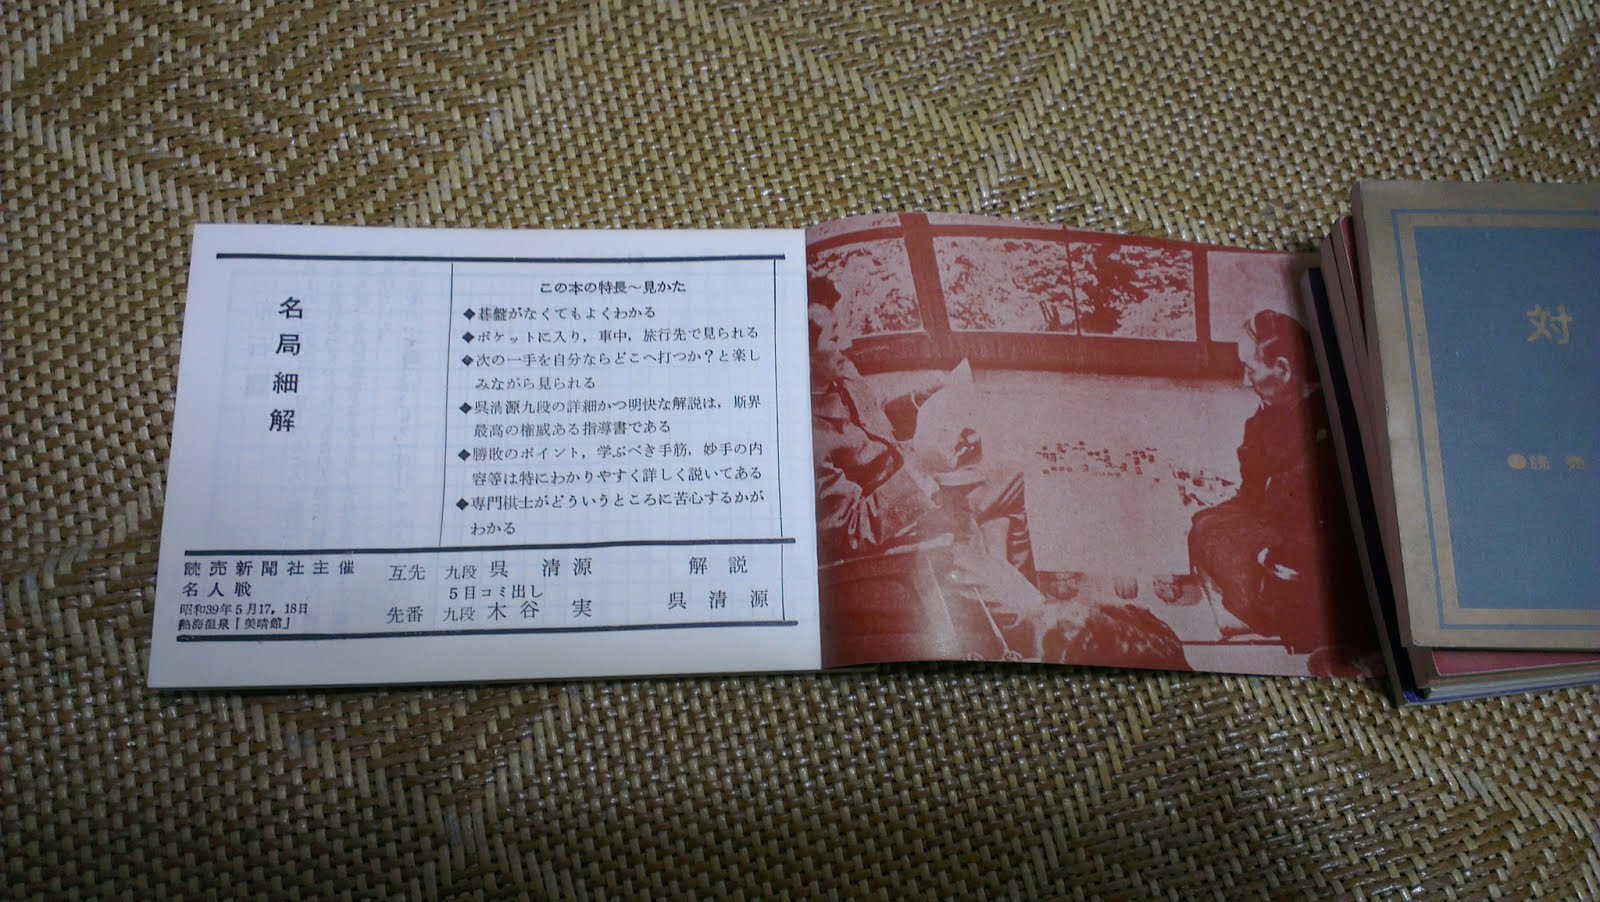 名局細解
この本の特長～見かた
◆碁盤がなくてもよくわかる
◆ポケットに入り，車中，旅行先で見られる
◆次の一手を自分ならどこへ打つか？と楽し
みながら見られる
◆呉清源九段の詳細かつ明快な解説は，斯界
最高の権威ある指導書である
◆勝敗のポイント，学ぶべき手筋，妙手の内
容等は特にわかりやすく詳しく説いてある
◆専門棋士がどういうところに苦心するかが
わかる
読売新聞社主催
名人戦
昭和39年5月17，18日
熱海温泉『美晴館』
互先 九段 呉 清 源
5目コミ出し
先番 九段 木 谷 実
解 説
呉 清 源
対
●読 売